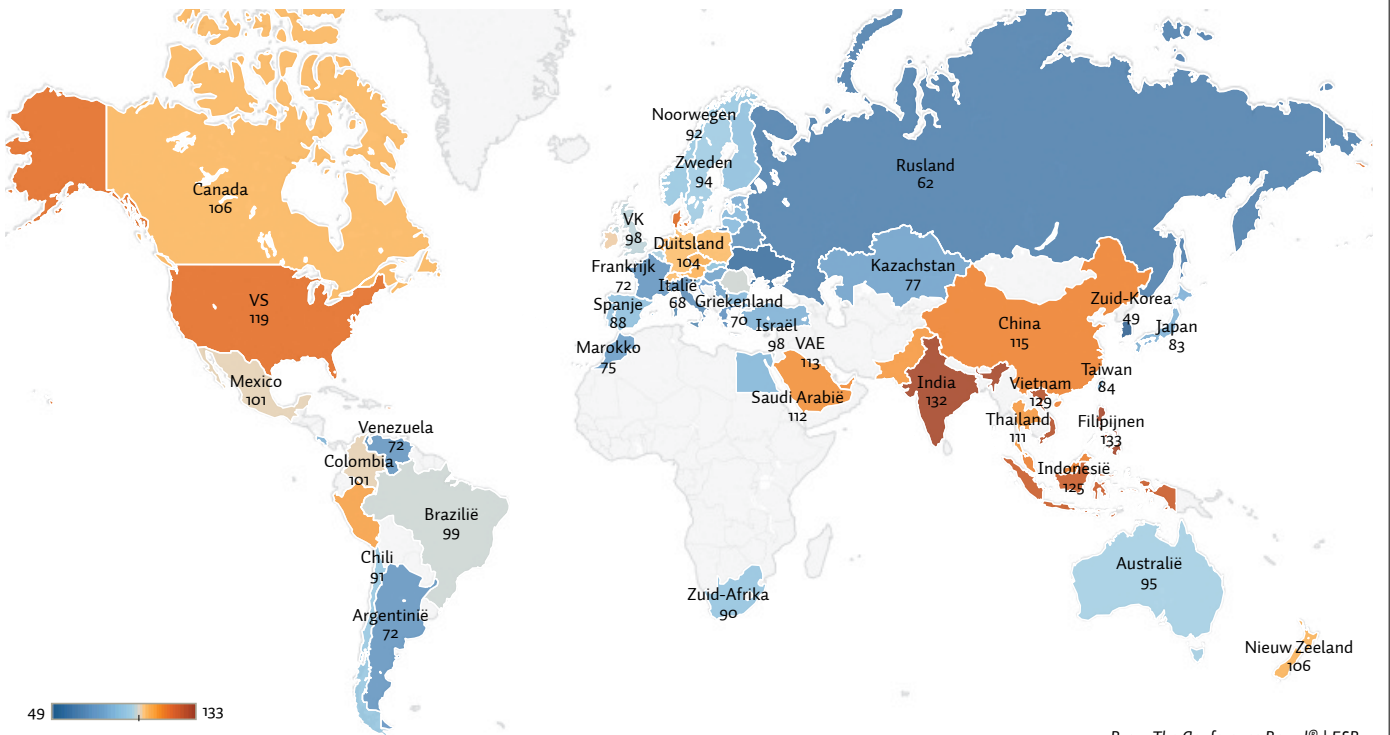 Noorwegen
92
Zweden
94
Rusland
62
Canada
106
VK
98
Duitsland
104
Frankrijk
72
Italië
68
Kazachstan
77
Spanje
88
Griekenland
70
Zuid-Korea
49
VS
119
Israël
98
China
115
Japan
83
Marokko
75
VAE
113
Taiwan
84
Mexico
101
Saudi Arabië
112
India
132
Vietnam
129
Thailand
111
Filipijnen
133
Venezuela
72
Colombia
101
Indonesië
125
Brazilië
99
Chili
91
Australië
95
Zuid-Afrika
90
Argentinië
72
Nieuw Zeeland
106
49
133